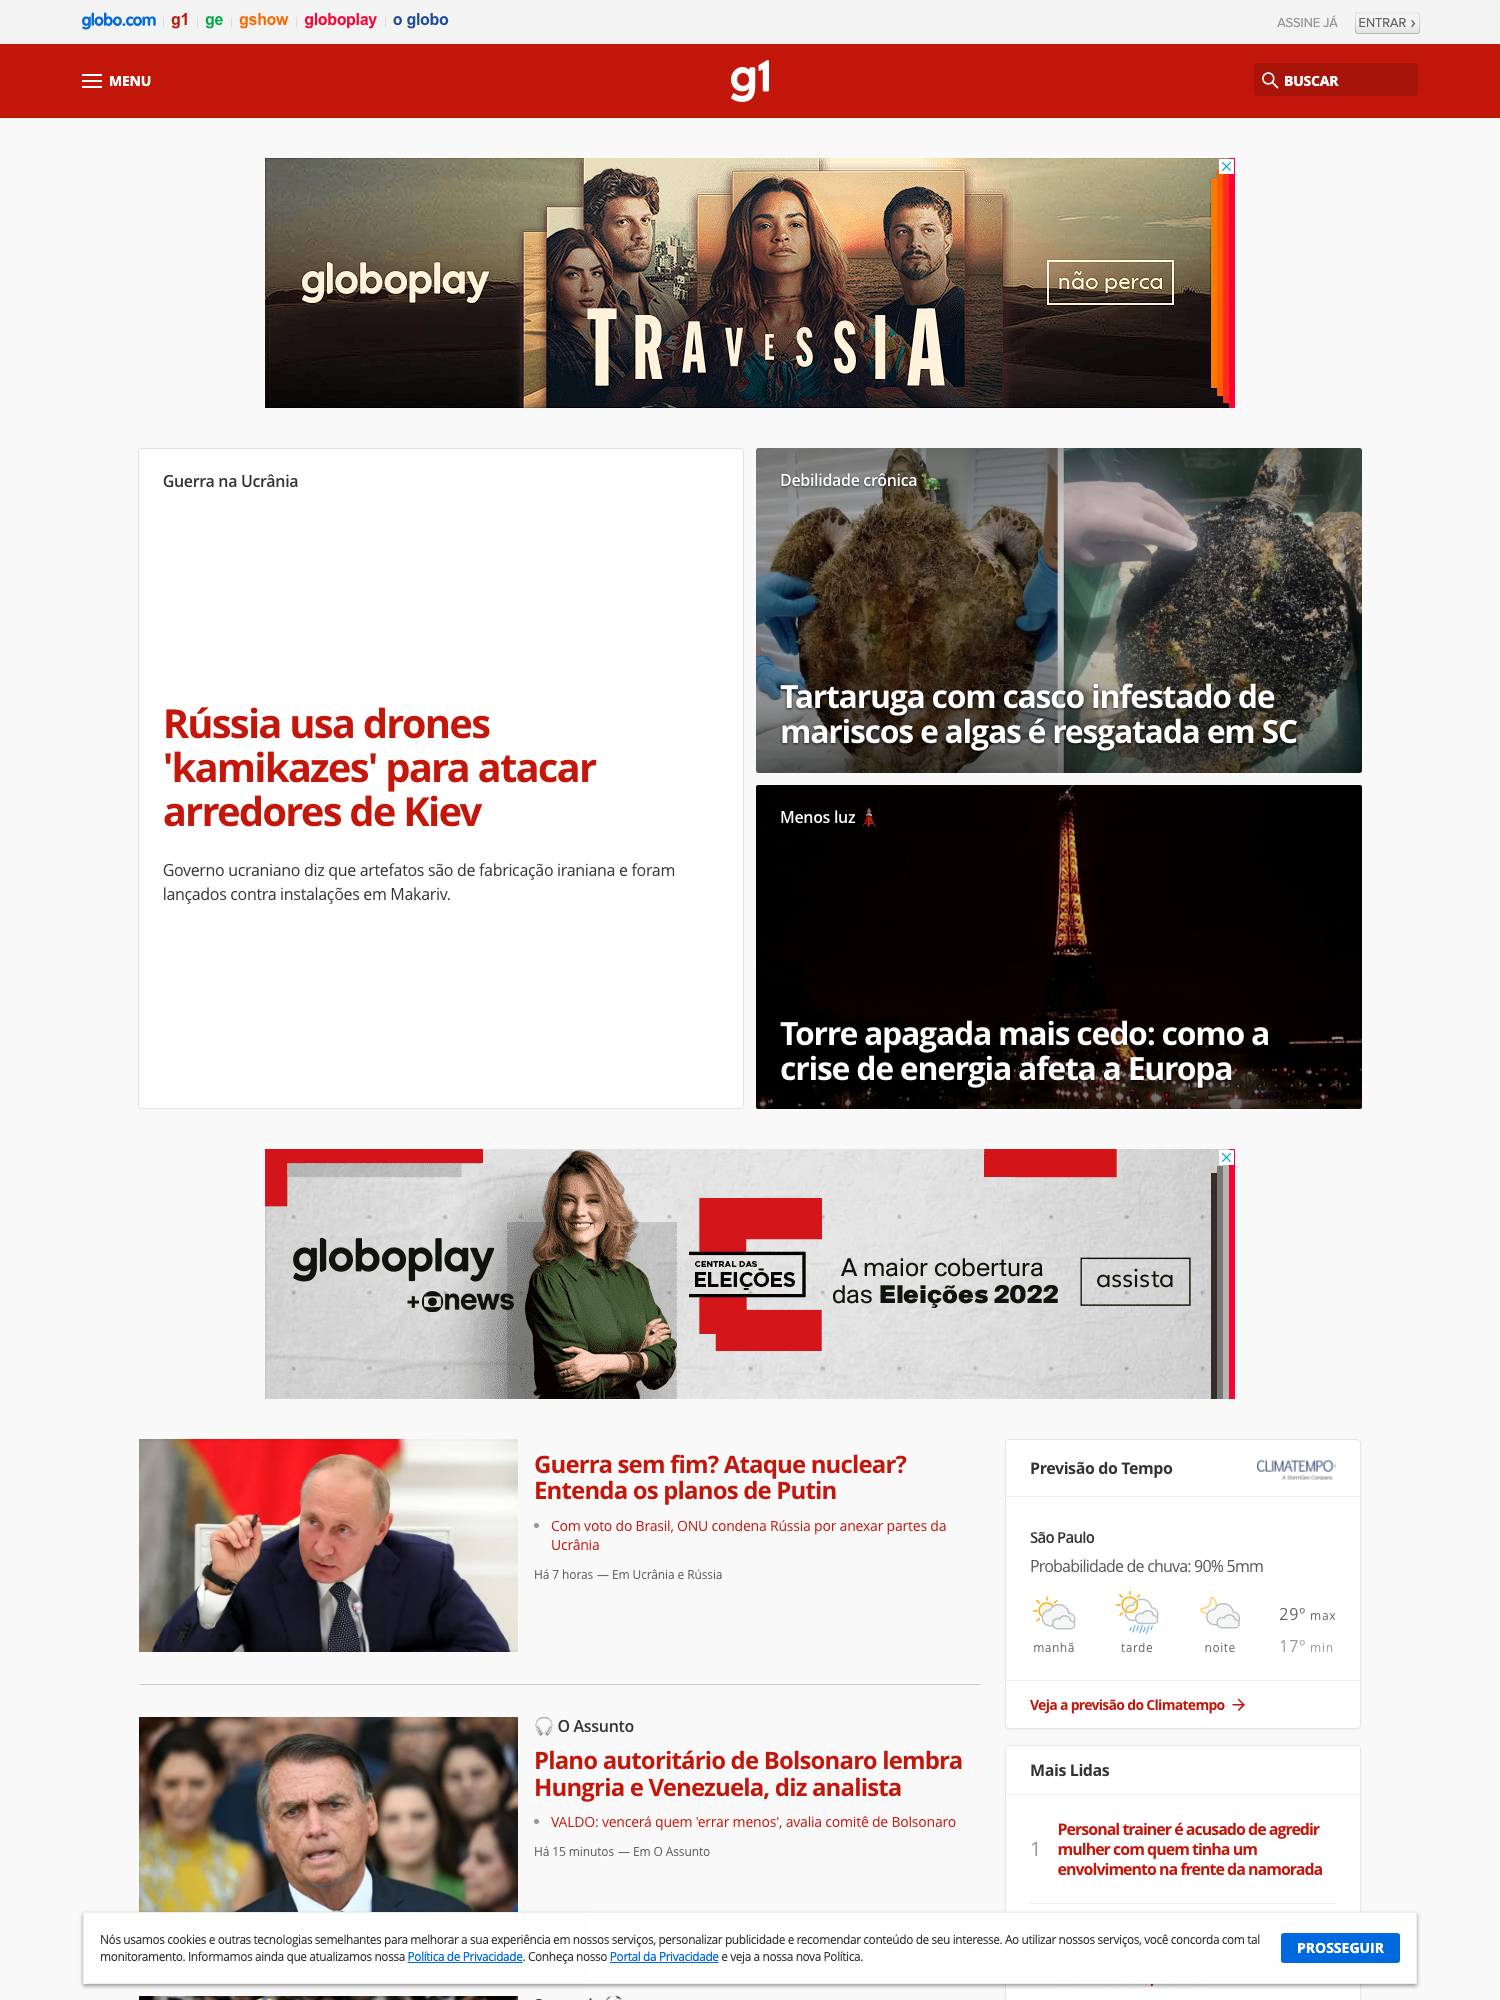 globo.com g1 ge gshow globoplay o globo
ASSINE JÁ ENTRAR ›
MENU
g1
BUSCAR
globoplay
TRAVESSIA
não perca
Guerra na Ucrânia
Rússia usa drones
'kamikazes' para atacar
arredores de Kiev
Governo ucraniano diz que artefatos são de fabricação iraniana e foram
lançados contra instalações em Makariv.
Debilidade crônica
Tartaruga com casco infestado de
mariscos e algas é resgatada em SC
Menos luz
Torre apagada mais cedo: como a
crise de energia afeta a Europa
globoplay
+ news
CENTRAL DAS
ELEIÇÕES
A maior cobertura
das Eleições 2022
assista
Guerra sem fim? Ataque nuclear?
Entenda os planos de Putin
• Com voto do Brasil, ONU condena Rússia por anexar partes da
Ucrânia
Há 7 horas — Em Ucrânia e Rússia
O Assunto
Plano autoritário de Bolsonaro lembra
Hungria e Venezuela, diz analista
• VALDO: vencerá quem 'errar menos', avalia comitê de Bolsonaro
Há 15 minutos — Em O Assunto
Previsão do Tempo
CLIMATEMPO
A StormGeo Company
São Paulo
Probabilidade de chuva: 90% 5mm
manhã tarde noite
29º max
17º min
Veja a previsão do Climatempo →
Mais Lidas
1
Personal trainer é acusado de agredir
mulher com quem tinha um
envolvimento na frente da namorada
Nós usamos cookies e outras tecnologias semelhantes para melhorar a sua experiência em nossos serviços, personalizar publicidade e recomendar conteúdo de seu interesse. Ao utilizar nossos serviços, você concorda com tal
monitoramento. Informamos ainda que atualizamos nossa Política de Privacidade. Conheça nosso Portal da Privacidade e veja a nossa nova Política.
PROSSEGUIR